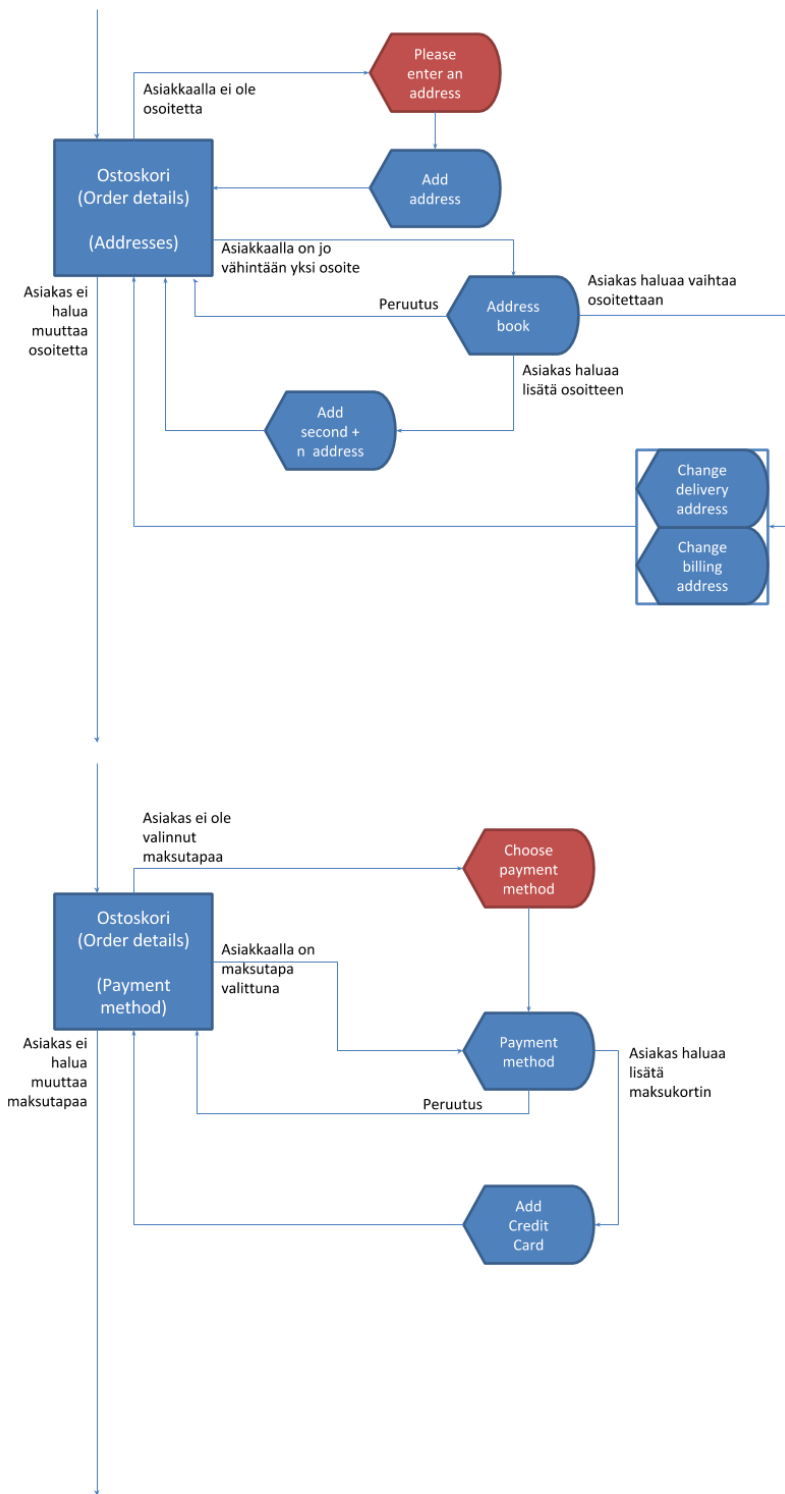 Please
enter an
address
Asiakkaalla ei ole
osoitetta
Ostoskori
(Order details)
(Addresses)
Add
address
Asiakkaalla on jo
vähintään yksi osoite
Asiakas ei
halua
muuttaa
osoitetta
Peruutus
Address
book
Asiakas haluaa vaihtaa
osoitettaan
Asiakas haluaa
lisätä osoitteen
Add
second +
n address
Change
delivery
address
Change
billing
address
Asiakas ei ole
valinnut
maksutapaa
Choose
payment
method
Ostoskori
(Order details)
(Payment
method)
Asiakkaalla on
maksutapa
valittuna
Asiakas ei
halua
muuttaa
maksutapaa
Payment
method
Asiakas haluaa
lisätä
maksukortin
Peruutus
Add
Credit
Card